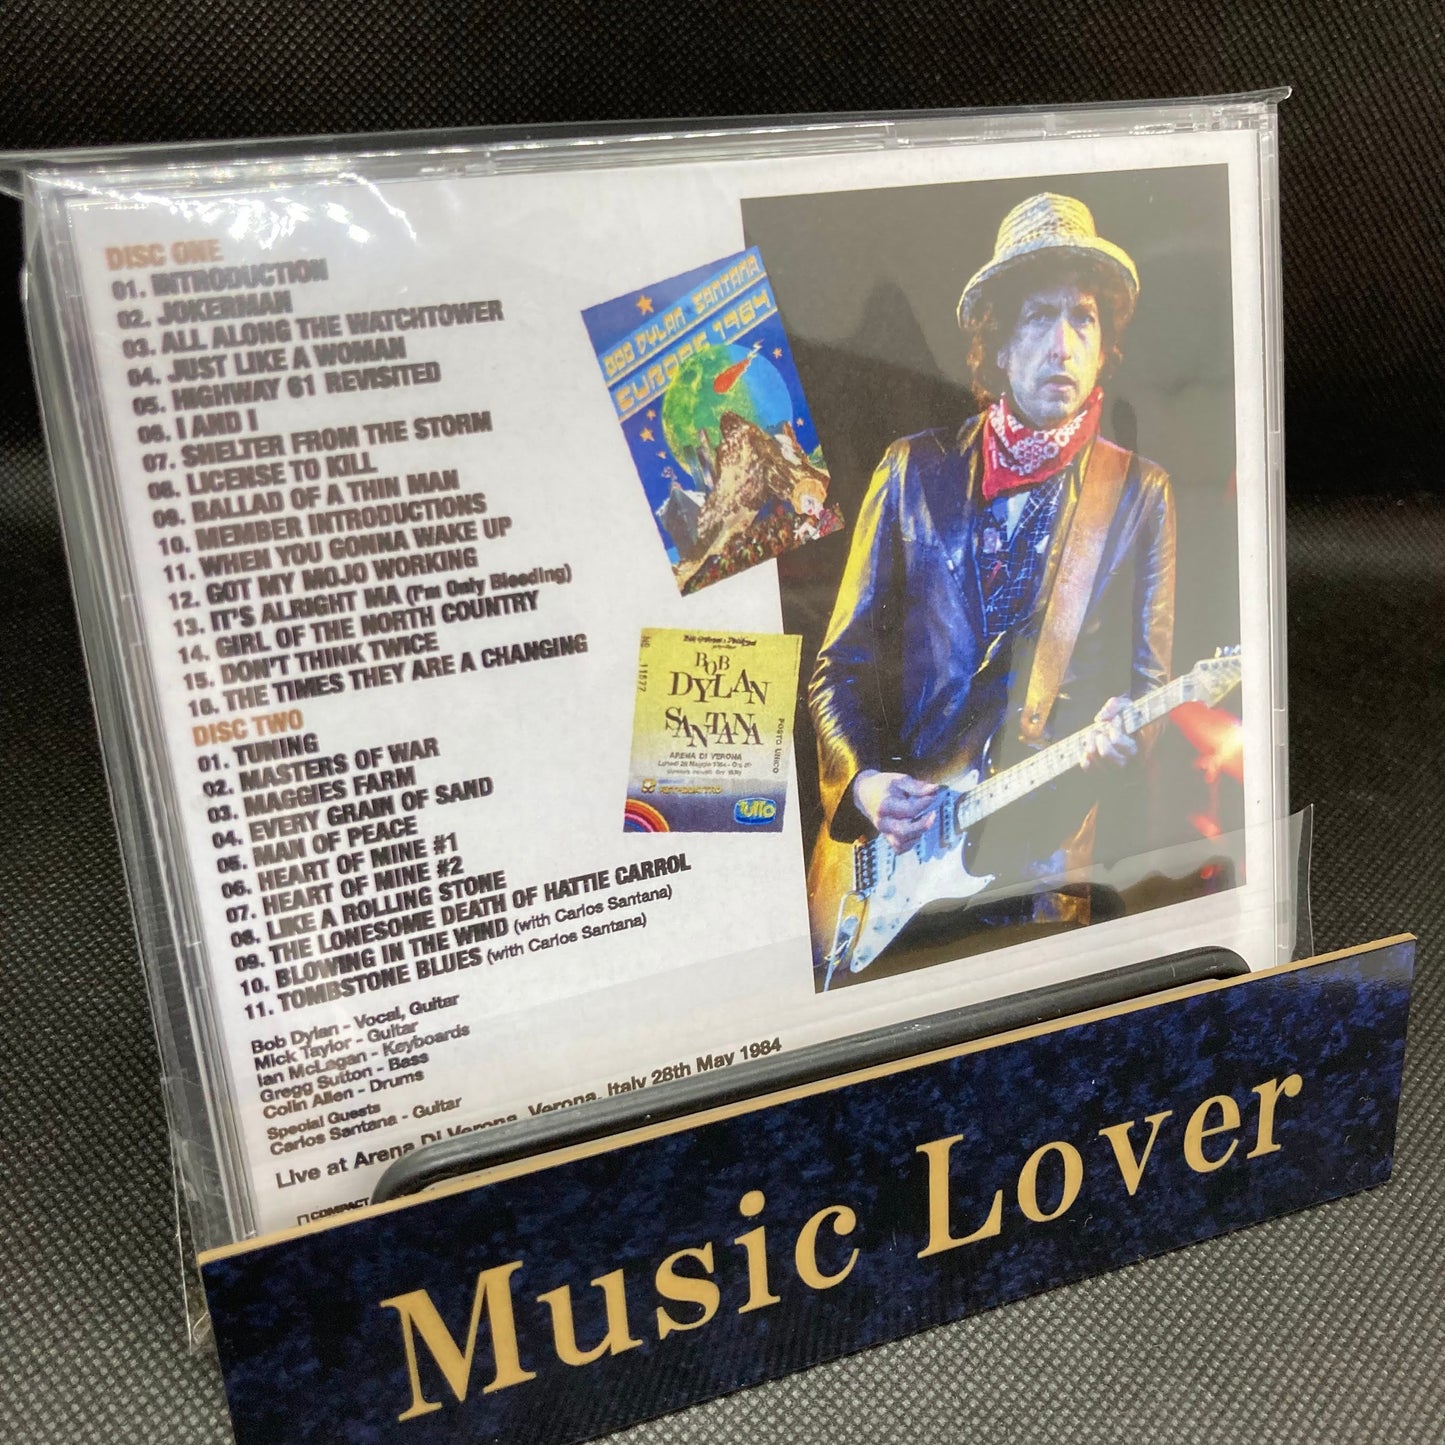 DISC ONE
01. INTRODUCTION
02. JOKERMAN
03. ALL ALONG THE WATCHTOWER
04. JUST LIKE A WOMAN
05. HIGHWAY 61 REVISITED
06. I AND I
07. SHELTER FROM THE STORM
08. LICENSE TO KILL
09. BALLAD OF A THIN MAN
10. MEMBER INTRODUCTIONS
11. WHEN YOU GONNA WAKE UP
12. GOT MY MOJO WORKING
13. IT'S ALRIGHT MA (I'm Only Bleeding)
14. GIRL OF THE NORTH COUNTRY
15. DON'T THINK TWICE
16. THE TIMES THEY ARE A CHANGING
DISC TWO
01. TUNING
02. MASTERS OF WAR
03. MAGGIES FARM
04. EVERY GRAIN OF SAND
05. MAN OF PEACE
06. HEART OF MINE #1
07. HEART OF MINE #2
08. LIKE A ROLLING STONE
09. THE LONESOME DEATH OF HATTIE CARROL
10. BLOWING IN THE WIND (with Carlos Santana)
11. TOMBSTONE BLUES (with Carlos Santana)
Bob Dylan - Vocal, Guitar
Mick Taylor - Guitar
Ian McLagan - Keyboards
Gregg Sutton - Bass
Colin Allen - Drums
Special Guests
Carlos Santana - Guitar
Live at Arena Di Verona, Verona, Italy 28th May 1984
COMPACT
BOB DYLAN SANTANA
EUROPE 1984
BOB
DYLAN
SANTANA
ARENA DI VERONA
POSTO UNICO
11577
Tutto
Music Lover